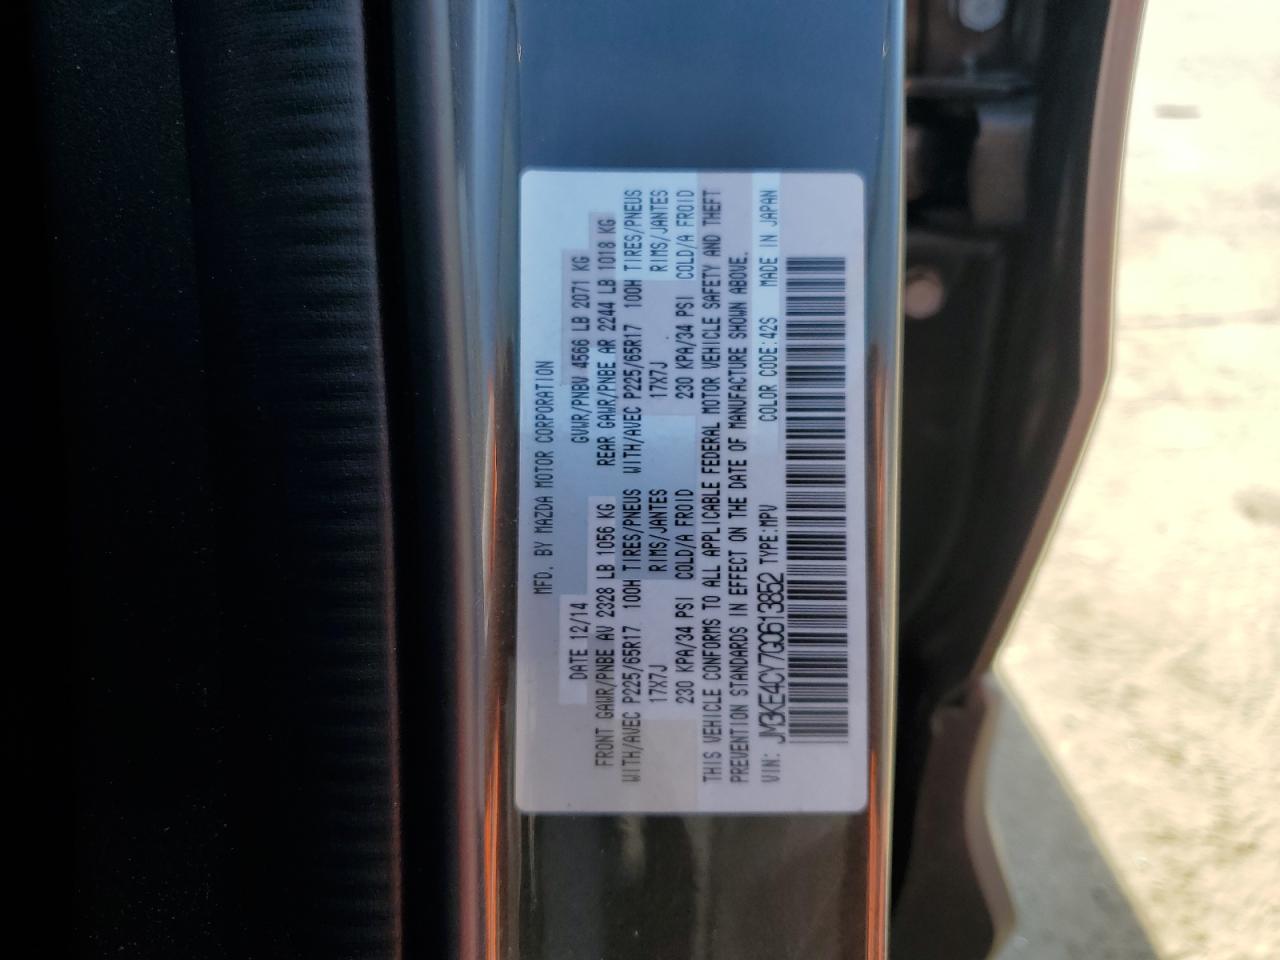 MFD. BY MAZDA MOTOR CORPORATION
DATE 12/14 GVWR/PNBV 4566 LB 2071 KG
FRONT GAWR/PNBE AV 2328 LB 1056 KG REAR GAWR/PNBE AR 2244 LB 1018 KG
WITH/AVEC P225/65R17 100H TIRES/PNEUS WITH/AVEC P225/65R17 100H TIRES/PNEUS
17X7J RIMS/JANTES 17X7J RIMS/JANTES
230 KPA/34 PSI COLD/A FROID 230 KPA/34 PSI COLD/A FROID
THIS VEHICLE CONFORMS TO ALL APPLICABLE FEDERAL MOTOR VEHICLE SAFETY AND THEFT
PREVENTION STANDARDS IN EFFECT ON THE DATE OF MANUFACTURE SHOWN ABOVE.
VIN: JM3KE4CY7G0613852 TYPE:MPV COLOR CODE:42S MADE IN JAPAN